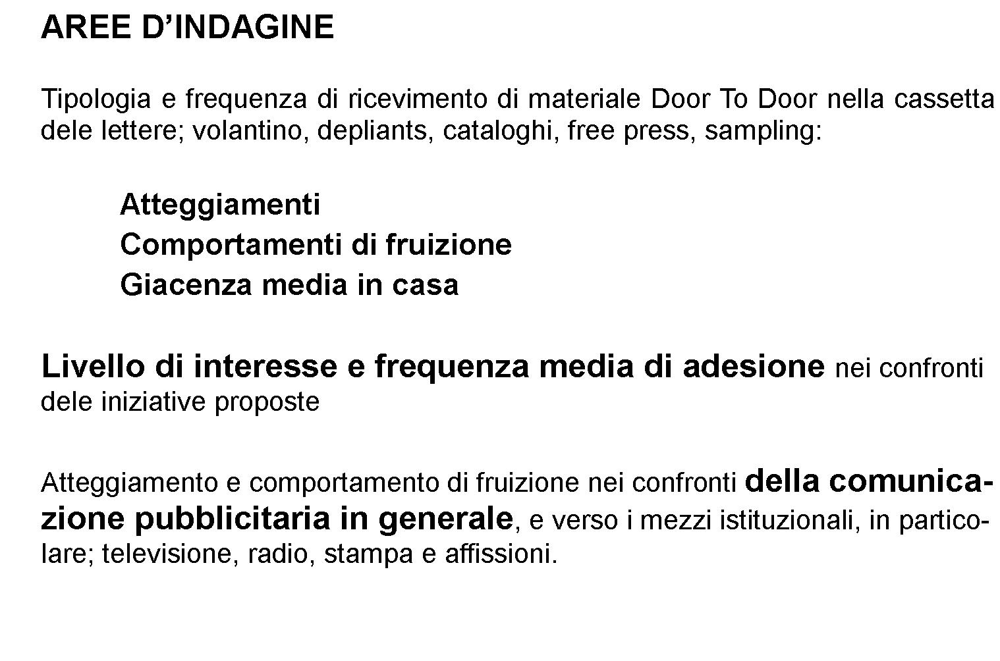 AREE D’INDAGINE
Tipologia e frequenza di ricevimento di materiale Door To Door nella cassetta
dele lettere; volantino, depliants, cataloghi, free press, sampling:
Atteggiamenti
Comportamenti di fruizione
Giacenza media in casa
Livello di interesse e frequenza media di adesione nei confronti
dele iniziative proposte
Atteggiamento e comportamento di fruizione nei confronti della comunica-
zione pubblicitaria in generale, e verso i mezzi istituzionali, in partico-
lare; televisione, radio, stampa e affissioni.